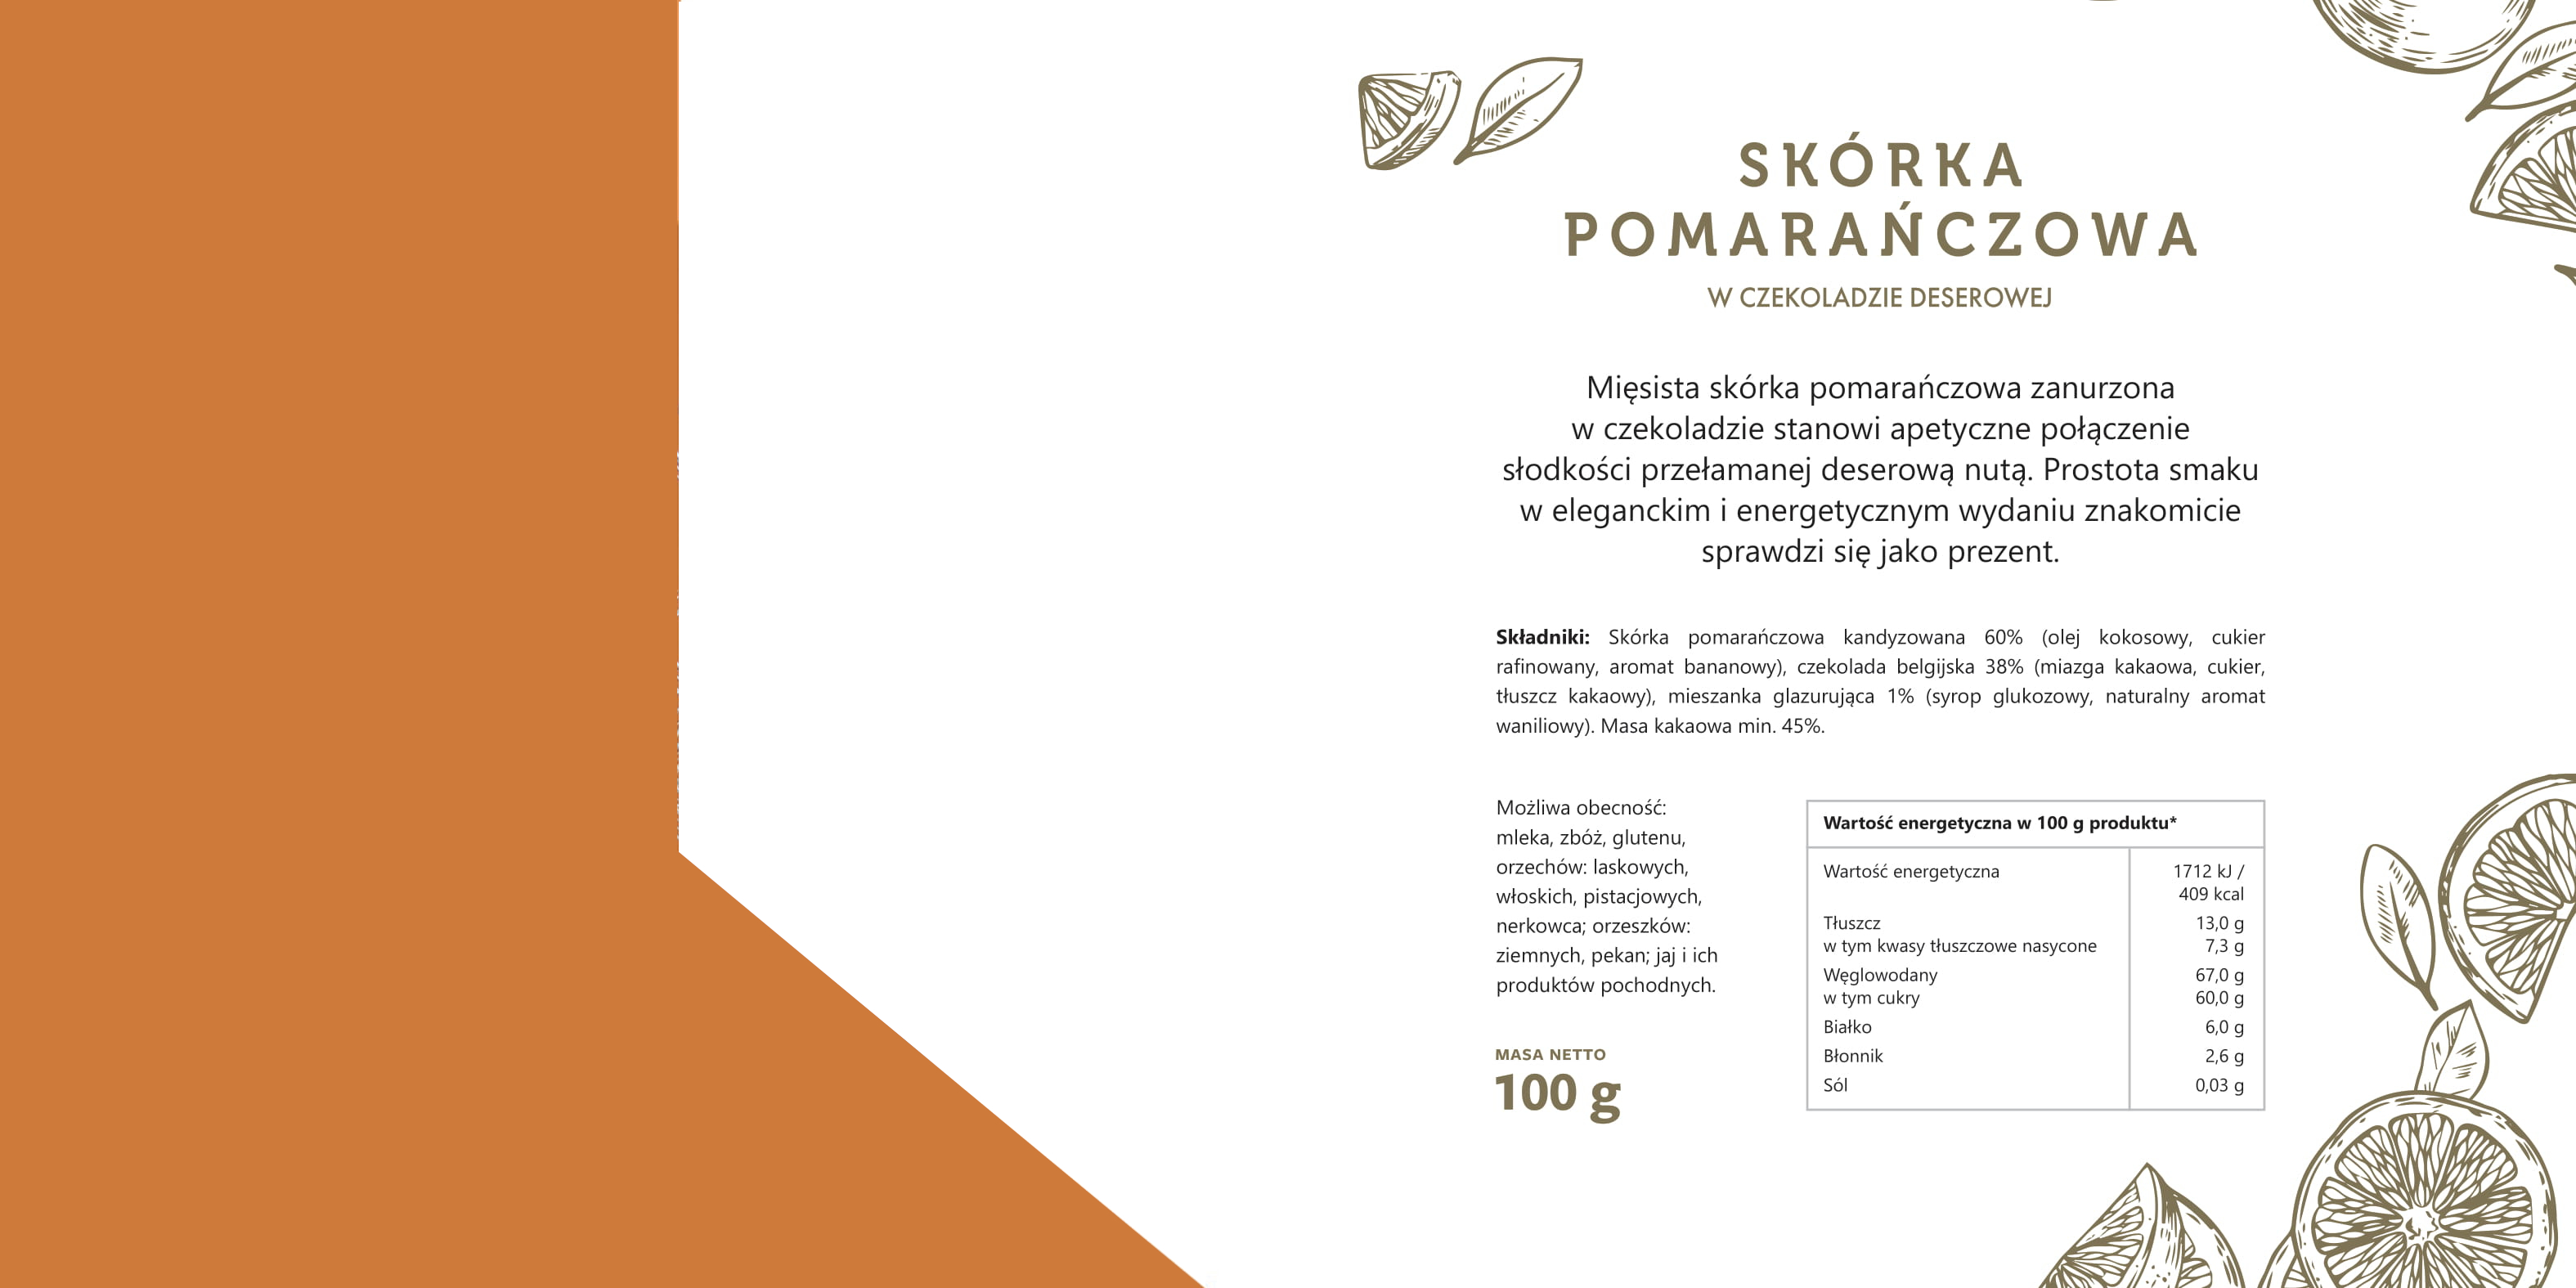 SKÓRKA
POMARAŃCZOWA
W CZEKOLADZIE DESEROWEJ
Mięsista skórka pomarańczowa zanurzona
w czekoladzie stanowi apetyczne połączenie
słodkości przełamanej deserową nutą. Prostota smaku
w eleganckim i energetycznym wydaniu znakomicie
sprawdzi się jako prezent.
Składniki: Skórka pomarańczowa kandyzowana 60% (olej kokosowy, cukier
rafinowany, aromat bananowy), czekolada belgijska 38% (miazga kakaowa, cukier,
tłuszcz kakaowy), mieszanka glazurująca 1% (syrop glukozowy, naturalny aromat
waniliowy). Masa kakaowa min. 45%.
Możliwa obecność:
mleka, zbóż, glutenu,
orzechów: laskowych,
włoskich, pistacjowych,
nerkowca; orzeszków:
ziemnych, pekan; jaj i ich
produktów pochodnych.
MASA NETTO
100 g
Wartość energetyczna w 100 g produktu*
Wartość energetyczna 1712 kJ /
409 kcal
Tłuszcz 13,0 g
w tym kwasy tłuszczowe nasycone 7,3 g
Węglowodany 67,0 g
w tym cukry 60,0 g
Białko 6,0 g
Błonnik 2,6 g
Sól 0,03 g